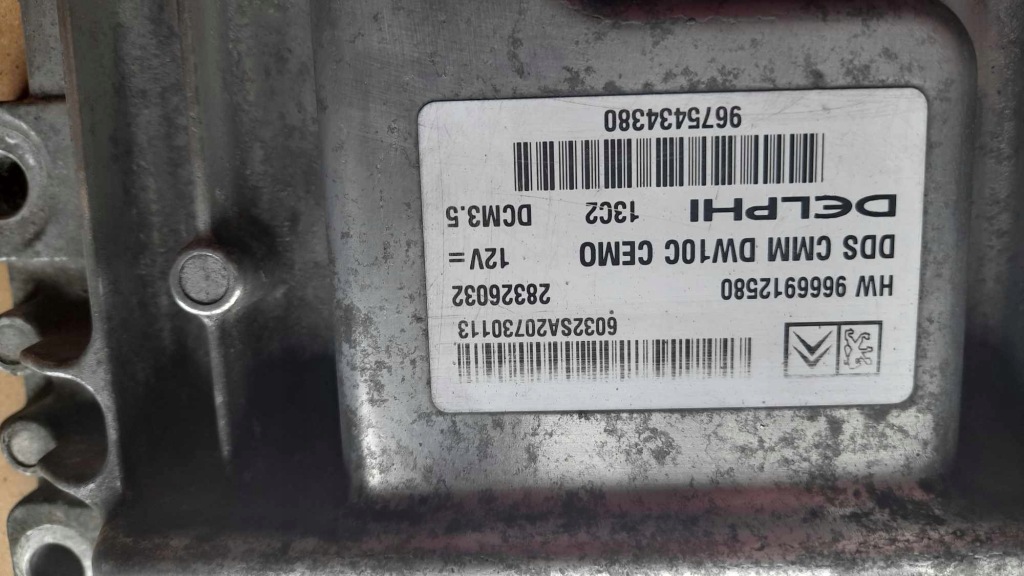 6032SA20730113
HW 9666912580 28326032
DDS CMM DW10C CEMO 12V=
DELPHI 13C2 DCM3.5
9675434380